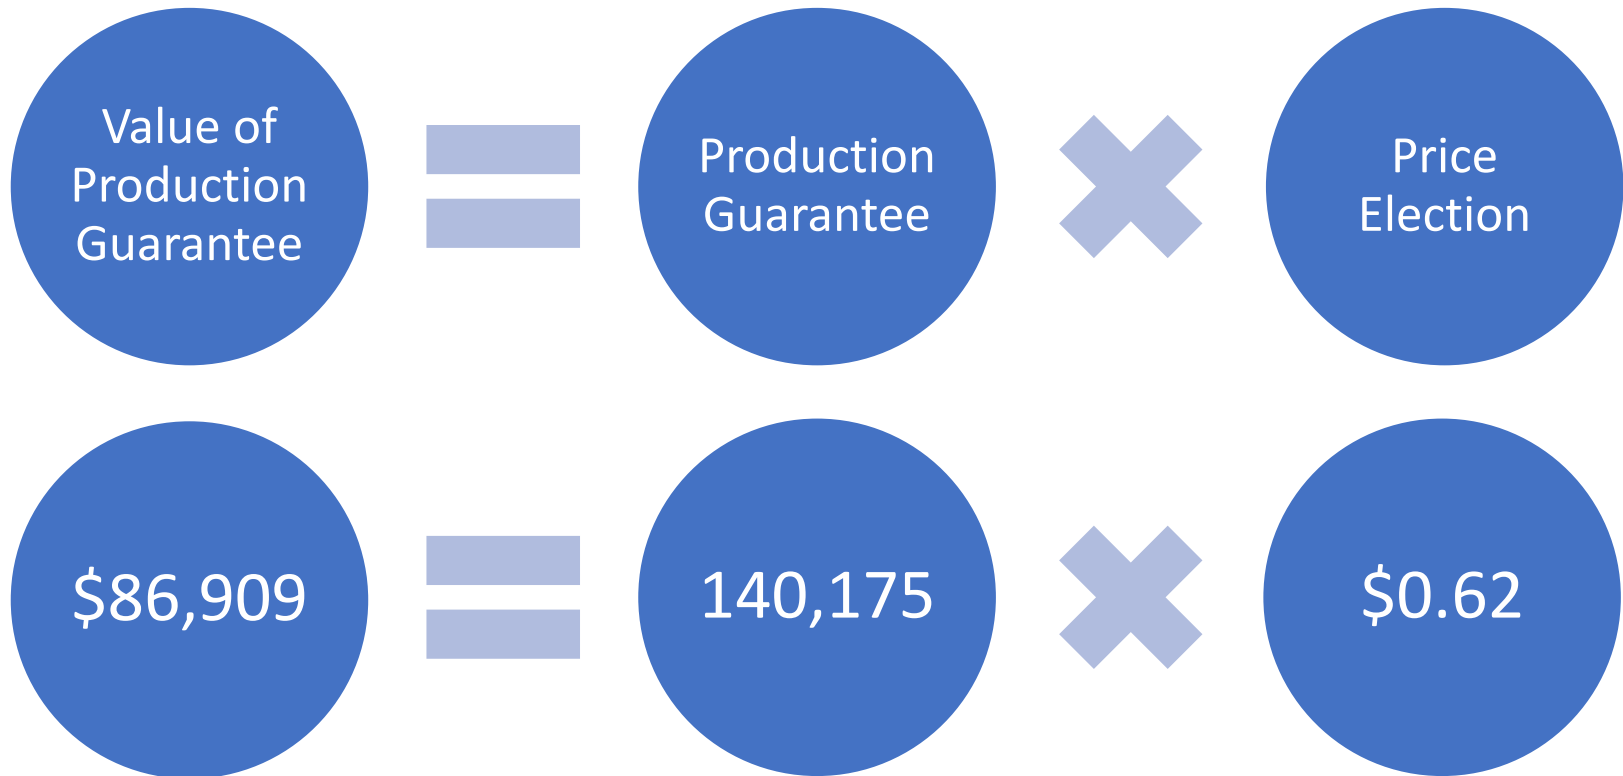 Value of
Production
Guarantee
Production
Guarantee
Price
Election
$86,909
140,175
$0.62